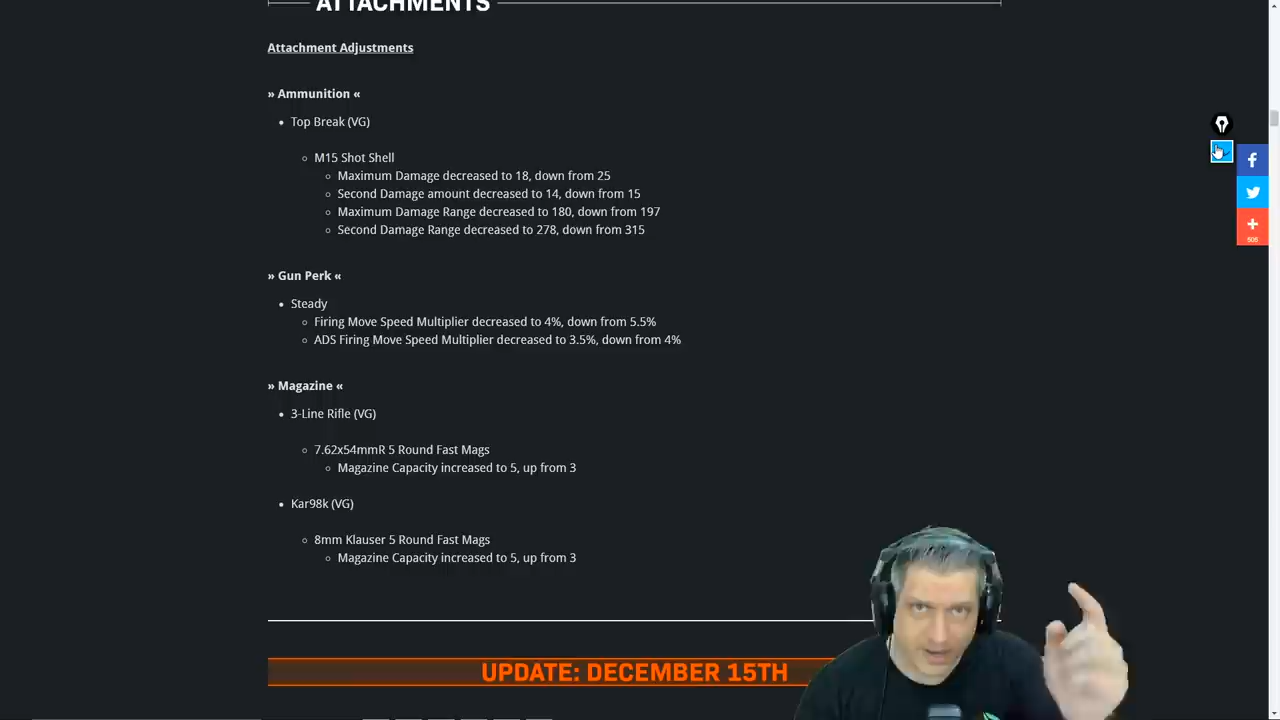 ATTACHMENTS
Attachment Adjustments
» Ammunition «
Top Break (VG)
M15 Shot Shell
Maximum Damage decreased to 18, down from 25
Second Damage amount decreased to 14, down from 15
Maximum Damage Range decreased to 180, down from 197
Second Damage Range decreased to 278, down from 315
» Gun Perk «
Steady
Firing Move Speed Multiplier decreased to 4%, down from 5.5%
ADS Firing Move Speed Multiplier decreased to 3.5%, down from 4%
» Magazine «
3-Line Rifle (VG)
7.62x54mmR 5 Round Fast Mags
Magazine Capacity increased to 5, up from 3
Kar98k (VG)
8mm Klauser 5 Round Fast Mags
Magazine Capacity increased to 5, up from 3
UPDATE: DECEMBER 15TH